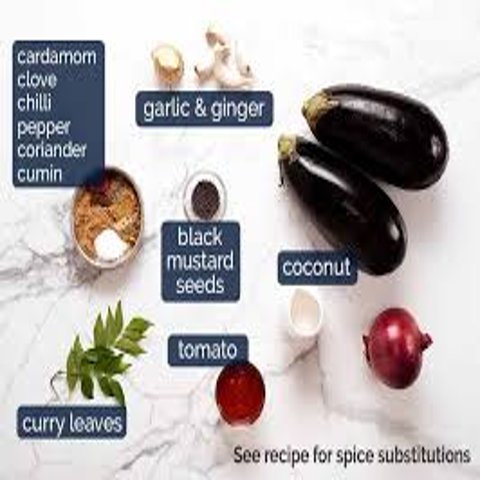 cardamom
clove
chilli
pepper
coriander
cumin
garlic & ginger
black
mustard
seeds
coconut
tomato
curry leaves
See recipe for spice substitutions